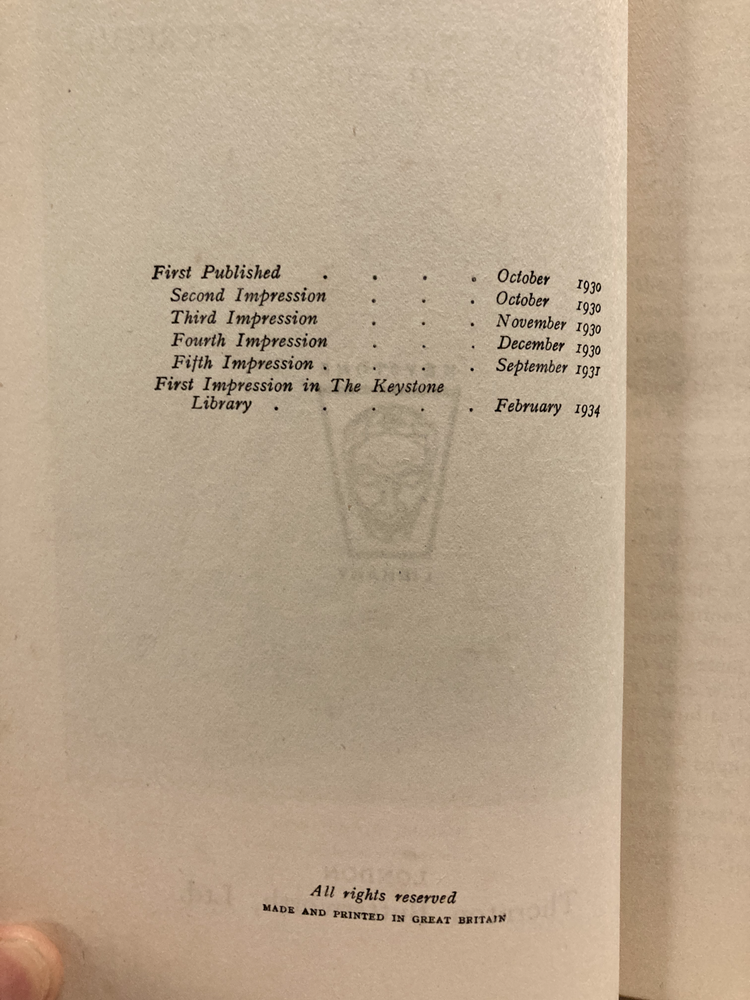 First Published . . . . October 1930
Second Impression . . . October 1930
Third Impression . . . November 1930
Fourth Impression . . . December 1930
Fifth Impression . . . . September 1931
First Impression in The Keystone
Library . . . . . February 1934
All rights reserved
MADE AND PRINTED IN GREAT BRITAIN